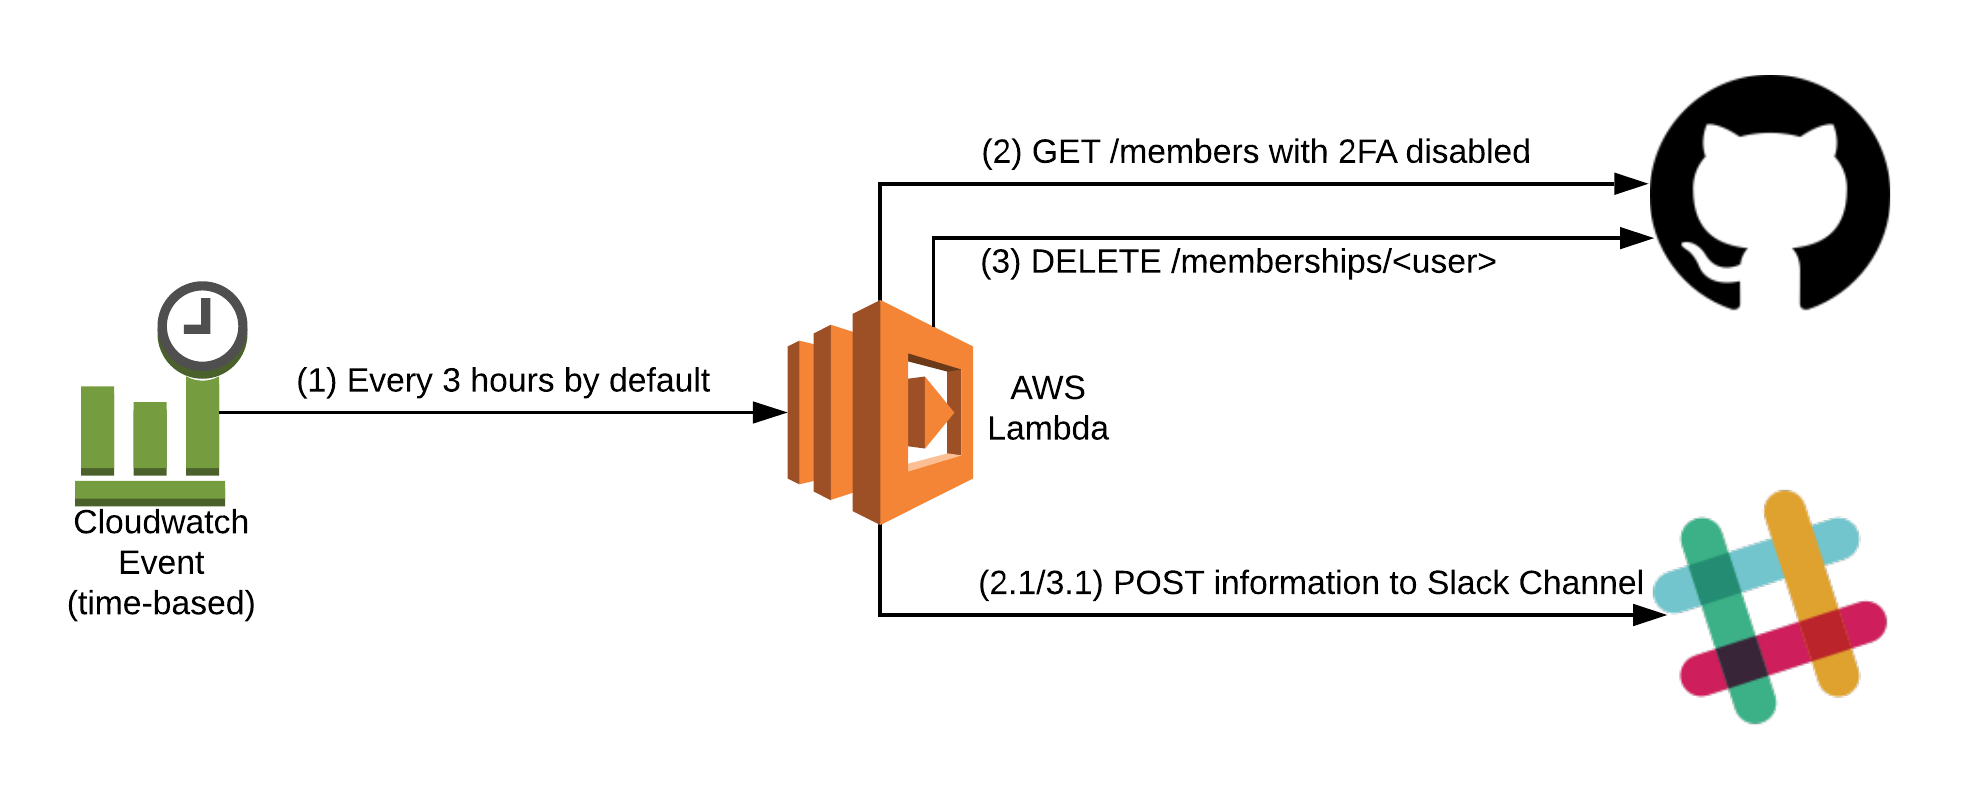 (2) GET /members with 2FA disabled
(3) DELETE /memberships/<user>
(1) Every 3 hours by default
AWS
Lambda
Cloudwatch
Event
(time-based)
(2.1/3.1) POST information to Slack Channel